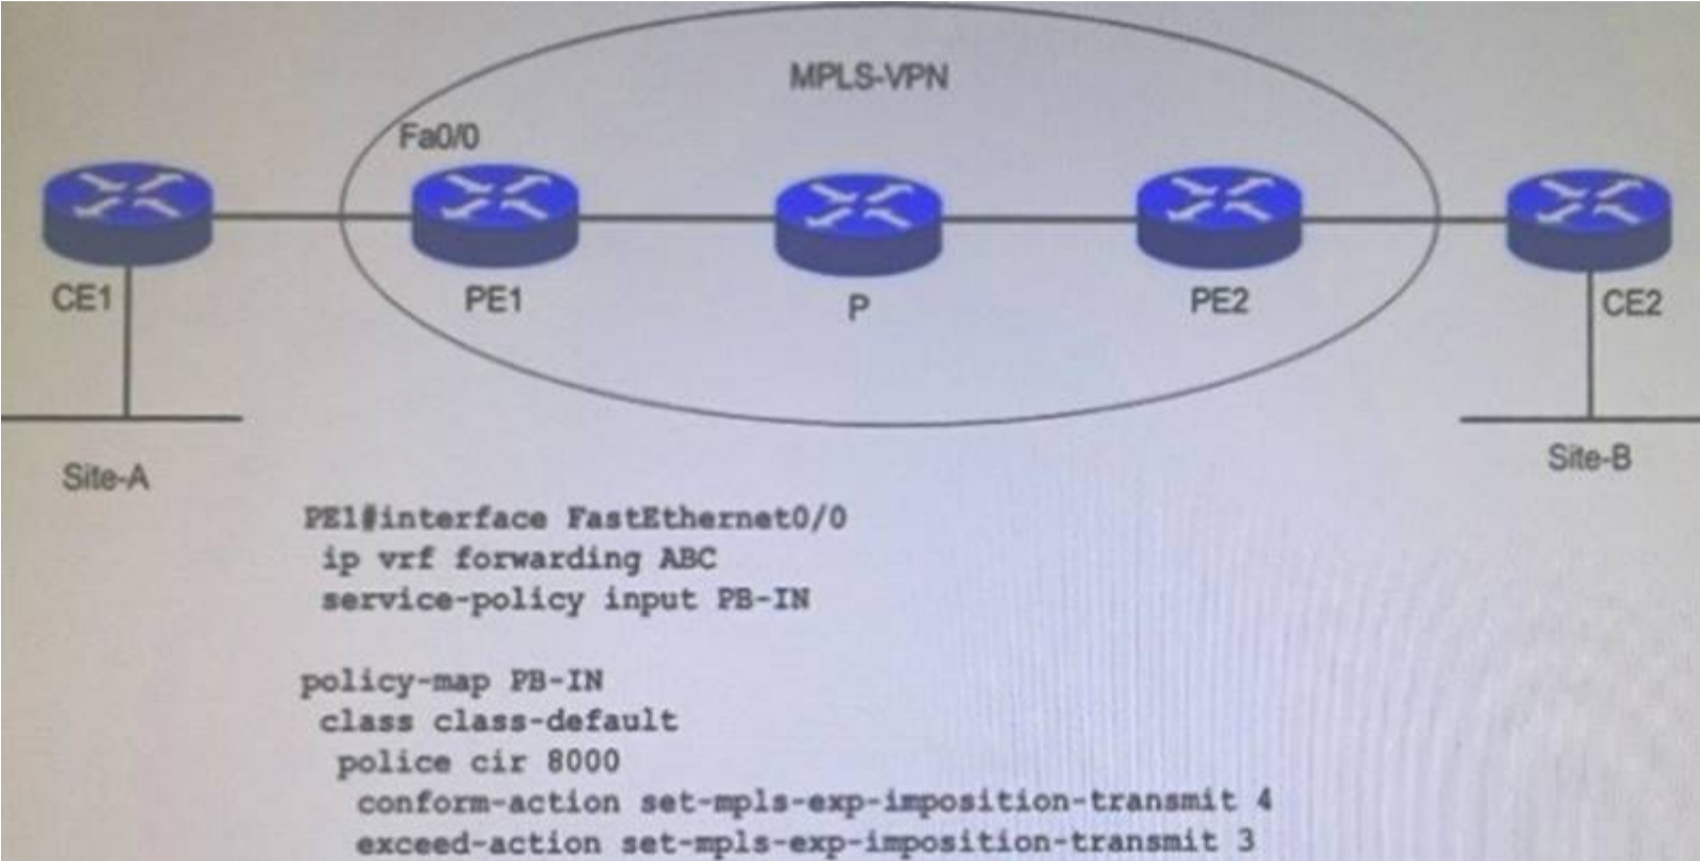 MPLS-VPN
Fa0/0
CE1
PE1
P
PE2
CE2
Site-A
Site-B
PE1#interface FastEthernet0/0
ip vrf forwarding ABC
service-policy input PB-IN
policy-map PB-IN
class class-default
police cir 8000
conform-action set-mpls-exp-imposition-transmit 4
exceed-action set-mpls-exp-imposition-transmit 3